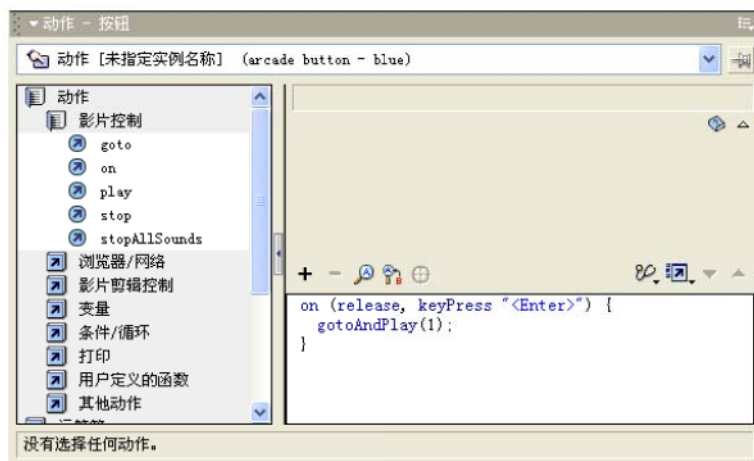 动作 - 按钮
动作 [未指定实例名称] (arcade button - blue)
动作
影片控制
goto
on
play
stop
stopAllSounds
浏览器/网络
影片剪辑控制
变量
条件/循环
打印
用户定义的函数
其他动作
on (release, keyPress "<Enter>") {
gotoAndPlay(1);
}
没有选择任何动作。